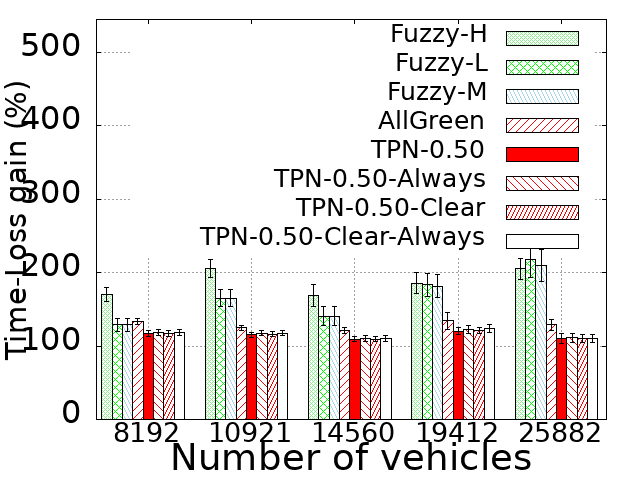 Time-Loss gain (%)
500
400
300
200
100
0
Fuzzy-H
Fuzzy-L
Fuzzy-M
AllGreen
TPN-0.50
TPN-0.50-Always
TPN-0.50-Clear
TPN-0.50-Clear-Always
8192 10921 14560 19412 25882
Number of vehicles